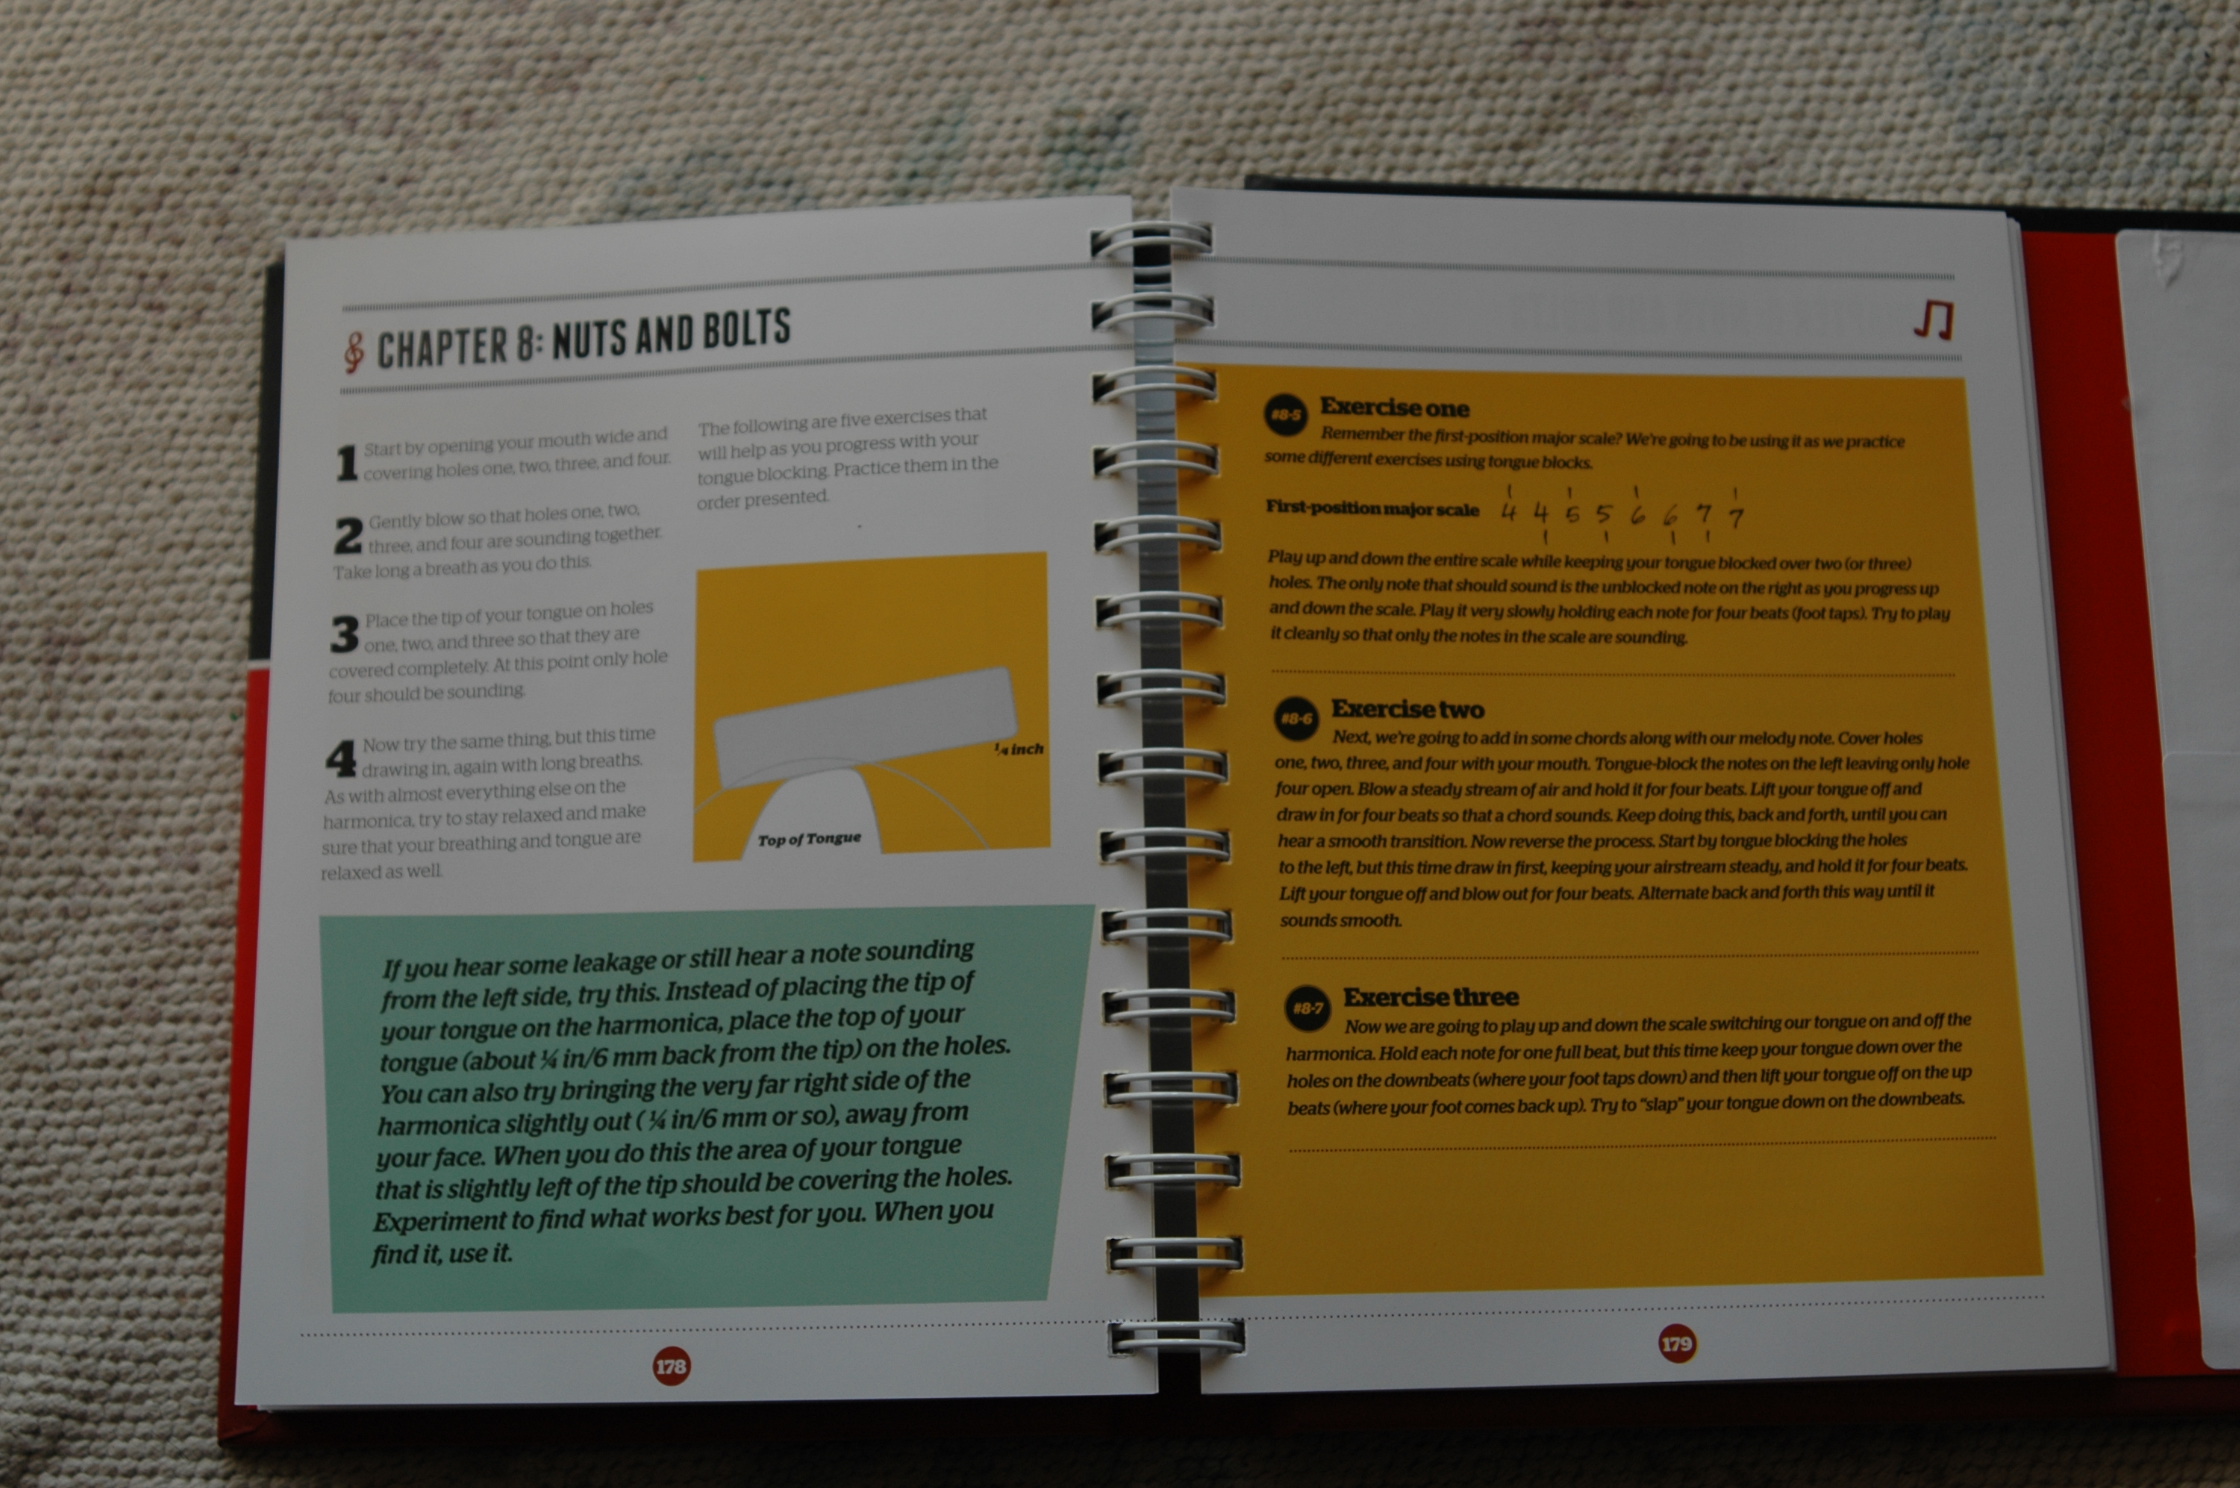 CHAPTER 8: NUTS AND BOLTS
1 Start by opening your mouth wide and
covering holes one, two, three, and four.
2 Gently blow so that holes one, two,
three, and four are sounding together.
Take long a breath as you do this.
3 Place the tip of your tongue on holes
one, two, and three so that they are
covered completely. At this point only hole
four should be sounding.
4 Now try the same thing, but this time
drawing in, again with long breaths.
As with almost everything else on the
harmonica, try to stay relaxed and make
sure that your breathing and tongue are
relaxed as well.
The following are five exercises that
will help as you progress with your
tongue blocking. Practice them in the
order presented.
¼ inch
Top of Tongue
If you hear some leakage or still hear a note sounding
from the left side, try this. Instead of placing the tip of
your tongue on the harmonica, place the top of your
tongue (about ¼ in/6 mm back from the tip) on the holes.
You can also try bringing the very far right side of the
harmonica slightly out (¼ in/6 mm or so), away from
your face. When you do this the area of your tongue
that is slightly left of the tip should be covering the holes.
Experiment to find what works best for you. When you
find it, use it.
178
#8-5 Exercise one
Remember the first-position major scale? We're going to be using it as we practice
some different exercises using tongue blocks.
First-position major scale 4 4 5 5 6 6 7 7
Play up and down the entire scale while keeping your tongue blocked over two (or three)
holes. The only note that should sound is the unblocked note on the right as you progress up
and down the scale. Play it very slowly holding each note for four beats (foot taps). Try to play
it cleanly so that only the notes in the scale are sounding.
#8-6 Exercise two
Next, we're going to add in some chords along with our melody note. Cover holes
one, two, three, and four with your mouth. Tongue-block the notes on the left leaving only hole
four open. Blow a steady stream of air and hold it for four beats. Lift your tongue off and
draw in for four beats so that a chord sounds. Keep doing this, back and forth, until you can
hear a smooth transition. Now reverse the process. Start by tongue blocking the holes
to the left, but this time draw in first, keeping your airstream steady, and hold it for four beats.
Lift your tongue off and blow out for four beats. Alternate back and forth this way until it
sounds smooth.
#8-7 Exercise three
Now we are going to play up and down the scale switching our tongue on and off the
harmonica. Hold each note for one full beat, but this time keep your tongue down over the
holes on the downbeats (where your foot taps down) and then lift your tongue off on the up
beats (where your foot comes back up). Try to "slap" your tongue down on the downbeats.
179